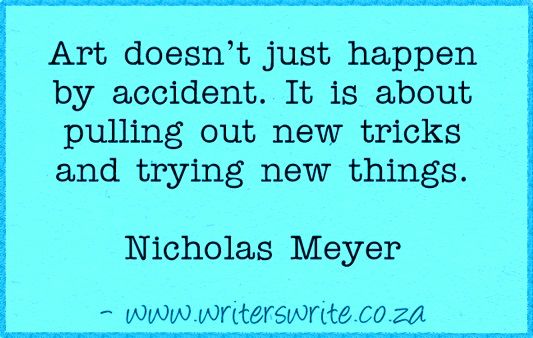 Art doesn't just happen
by accident. It is about
pulling out new tricks
and trying new things.
Nicholas Meyer
- www.writerswrite.co.za